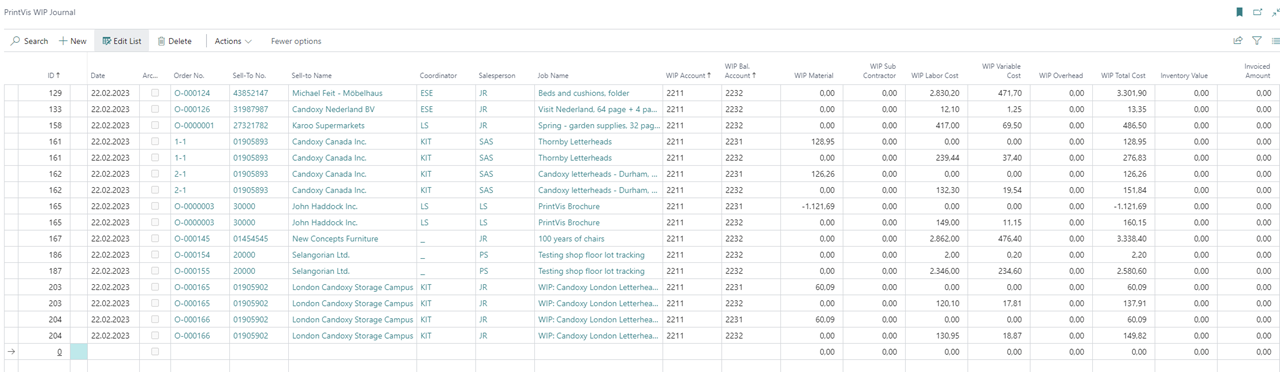 PrintVis WIP Journal
Search + New Edit List Delete Actions Fewer options
ID ↑ Date Arc... Order No. Sell-To No. Sell-to Name Coordinator Salesperson Job Name WIP Account ↑ WIP Bal. Account ↑ WIP Material WIP Sub Contractor WIP Labor Cost WIP Variable Cost WIP Overhead WIP Total Cost Inventory Value Invoiced Amount
129 22.02.2023 O-000124 43852147 Michael Feit - Möbelhaus ESE JR Beds and cushions, folder 2211 2232 0,00 0,00 2.830,20 471,70 0,00 3.301,90 0,00 0,00
133 22.02.2023 O-000126 31987987 Candoxy Nederland BV ESE JR Visit Nederland, 64 page + 4 pa... 2211 2232 0,00 0,00 12,10 1,25 0,00 13,35 0,00 0,00
158 22.02.2023 O-0000001 27321782 Karoo Supermarkets LS JR Spring - garden supplies, 32 pag... 2211 2232 0,00 0,00 417,00 69,50 0,00 486,50 0,00 0,00
161 22.02.2023 1-1 01905893 Candoxy Canada Inc. KIT SAS Thornby Letterheads 2211 2231 128,95 0,00 0,00 0,00 0,00 128,95 0,00 0,00
161 22.02.2023 1-1 01905893 Candoxy Canada Inc. KIT SAS Thornby Letterheads 2211 2232 0,00 0,00 239,44 37,40 0,00 276,83 0,00 0,00
162 22.02.2023 2-1 01905893 Candoxy Canada Inc. KIT SAS Candoxy letterheads - Durham, ... 2211 2231 126,26 0,00 0,00 0,00 0,00 126,26 0,00 0,00
162 22.02.2023 2-1 01905893 Candoxy Canada Inc. KIT SAS Candoxy letterheads - Durham, ... 2211 2232 0,00 0,00 132,30 19,54 0,00 151,84 0,00 0,00
165 22.02.2023 O-0000003 30000 John Haddock Inc. LS LS PrintVis Brochure 2211 2231 -1.121,69 0,00 0,00 0,00 0,00 -1.121,69 0,00 0,00
165 22.02.2023 O-0000003 30000 John Haddock Inc. LS LS PrintVis Brochure 2211 2232 0,00 0,00 149,00 11,15 0,00 160,15 0,00 0,00
167 22.02.2023 O-000145 01454545 New Concepts Furniture _ JR 100 years of chairs 2211 2232 0,00 0,00 2.862,00 476,40 0,00 3.338,40 0,00 0,00
186 22.02.2023 O-000154 20000 Selangorian Ltd. _ PS Testing shop floor lot tracking 2211 2232 0,00 0,00 2,00 0,20 0,00 2,20 0,00 0,00
187 22.02.2023 O-000155 20000 Selangorian Ltd. _ PS Testing shop floor lot tracking 2211 2232 0,00 0,00 2.346,00 234,60 0,00 2.580,60 0,00 0,00
203 22.02.2023 O-000165 01905902 London Candoxy Storage Campus KIT JR WIP: Candoxy London Letterhea... 2211 2231 60,09 0,00 0,00 0,00 0,00 60,09 0,00 0,00
203 22.02.2023 O-000165 01905902 London Candoxy Storage Campus KIT JR WIP: Candoxy London Letterhea... 2211 2232 0,00 0,00 120,10 17,81 0,00 137,91 0,00 0,00
204 22.02.2023 O-000166 01905902 London Candoxy Storage Campus KIT JR WIP: Candoxy London Letterhea... 2211 2231 60,09 0,00 0,00 0,00 0,00 60,09 0,00 0,00
204 22.02.2023 O-000166 01905902 London Candoxy Storage Campus KIT JR WIP: Candoxy London Letterhea... 2211 2232 0,00 0,00 130,95 18,87 0,00 149,82 0,00 0,00
→ 0 0,00 0,00 0,00 0,00 0,00 0,00 0,00 0,00